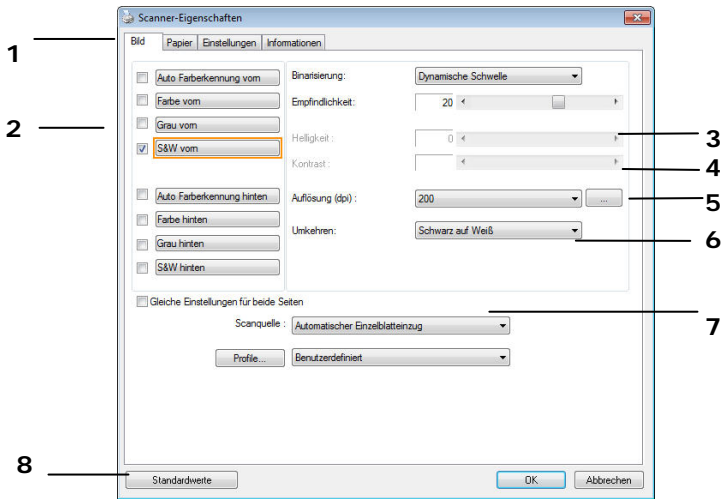 Scanner-Eigenschaften
1
Bild Papier Einstellungen Informationen
Auto Farberkennung vorn Binarisierung: Dynamische Schwelle
Farbe vorn Empfindlichkeit: 20
Grau vorn
2
S&W vorn Helligkeit : 0 3
Kontrast : 4
Auto Farberkennung hinten Auflösung (dpi) : 200 ... 5
Farbe hinten
Umkehren: Schwarz auf Weiß 6
Grau hinten
S&W hinten
Gleiche Einstellungen für beide Seiten
Scanquelle : Automatischer Einzelblatteinzug 7
Profile... Benutzerdefiniert
8
Standardwerte OK Abbrechen